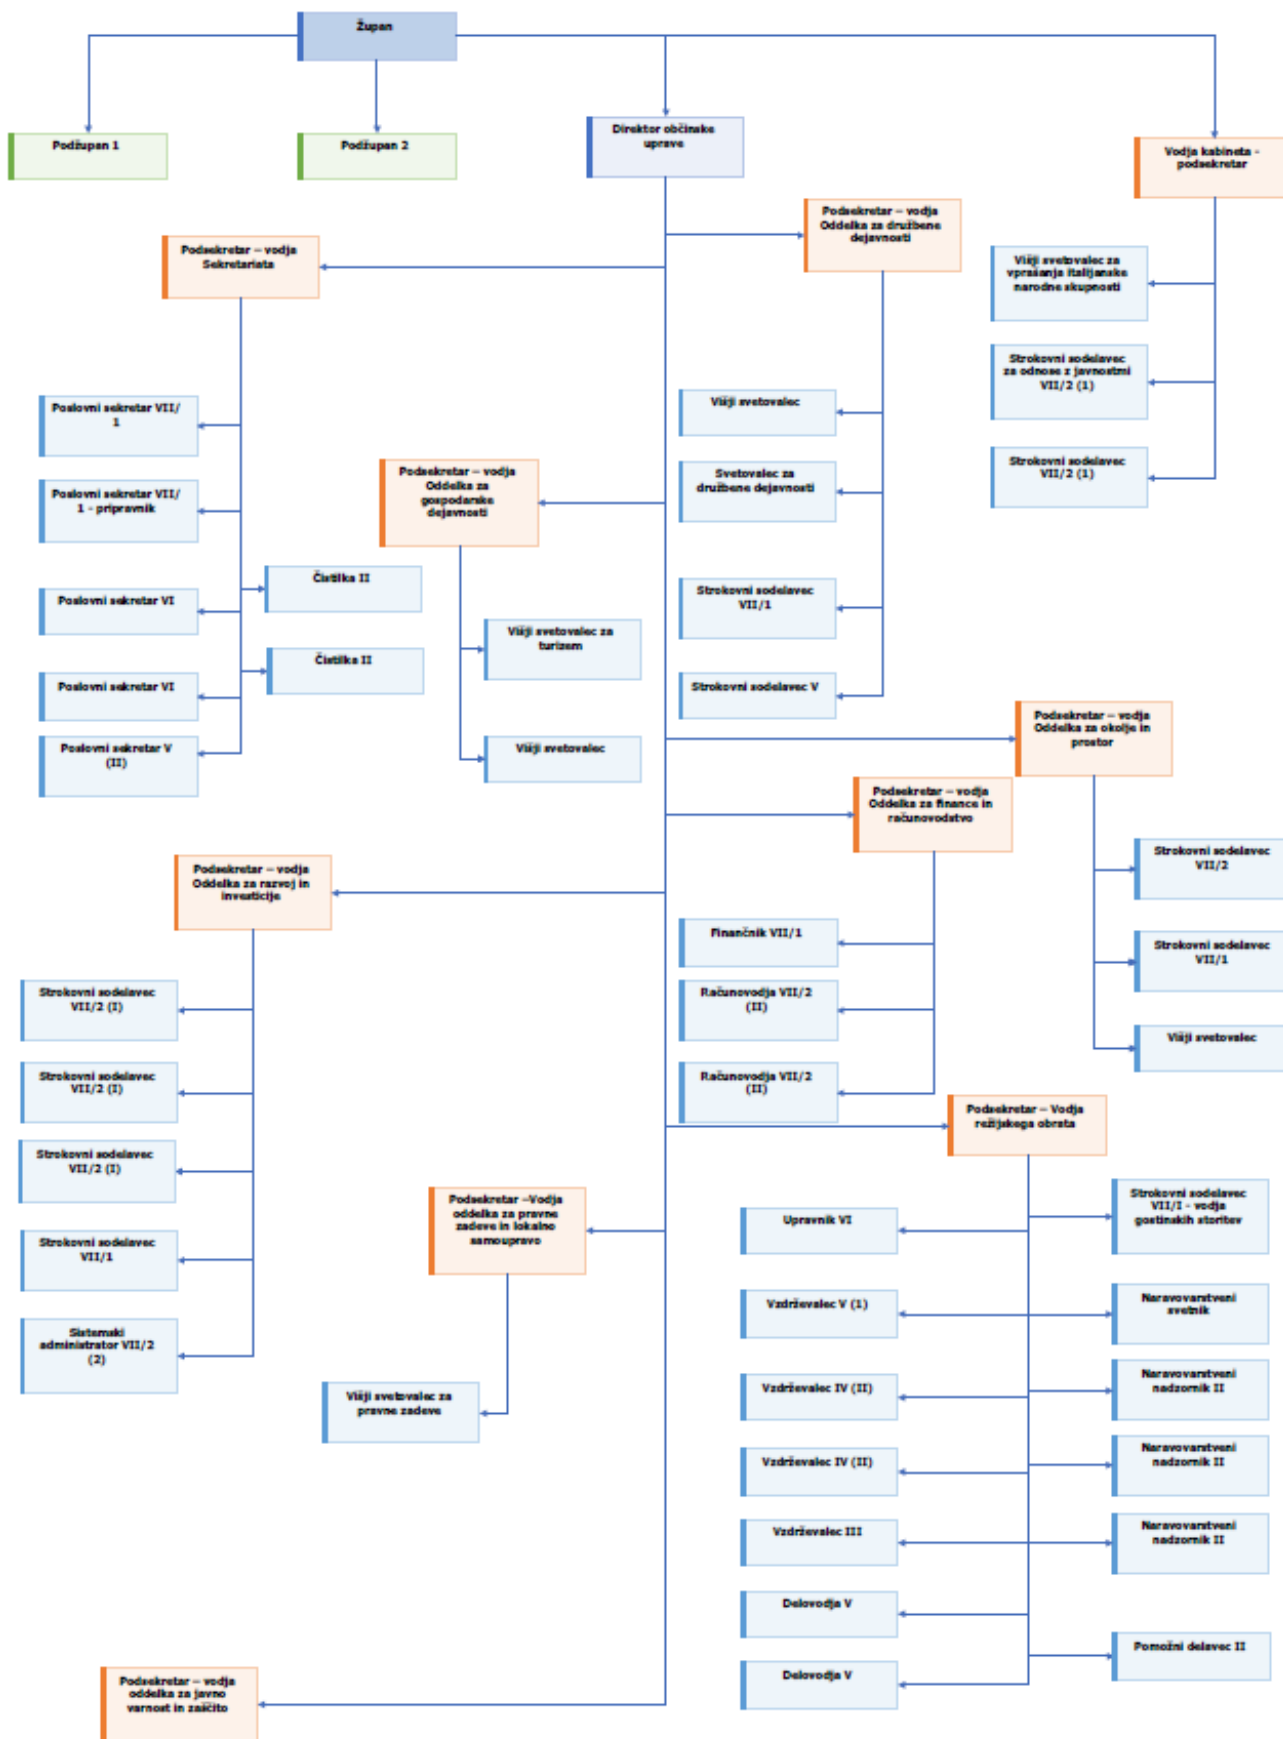 Župan
Podžupan 1
Podžupan 2
Direktor občinske
uprave
Vodja kabineta -
podsekretar
Podsekretar – vodja
Sekretariata
Podsekretar – vodja
Oddelka za družbene
dejavnosti
Višji svetovalec za
vprašanja italijanske
narodne skupnosti
Strokovni sodelavec
za odnose z javnostmi
VII/2 (1)
Strokovni sodelavec
VII/2 (1)
Poslovni sekretar VII/
1
Poslovni sekretar VII/
1 - pripravnik
Poslovni sekretar VI
Poslovni sekretar VI
Poslovni sekretar V
(II)
Čistilka II
Čistilka II
Podsekretar – vodja
Oddelka za
gospodarske
dejavnosti
Višji svetovalec za
turizem
Višji svetovalec
Višji svetovalec
Svetovalec za
družbene dejavnosti
Strokovni sodelavec
VII/1
Strokovni sodelavec V
Podsekretar – vodja
Oddelka za okolje in
prostor
Strokovni sodelavec
VII/2
Strokovni sodelavec
VII/1
Višji svetovalec
Podsekretar – vodja
Oddelka za finance in
računovodstvo
Finančnik VII/1
Računovodja VII/2
(II)
Računovodja VII/2
(II)
Podsekretar – vodja
Oddelka za razvoj in
investicije
Strokovni sodelavec
VII/2 (I)
Strokovni sodelavec
VII/2 (I)
Strokovni sodelavec
VII/2 (I)
Strokovni sodelavec
VII/1
Sistemski
administrator VII/2
(2)
Podsekretar –Vodja
oddelka za pravne
zadeve in lokalno
samoupravo
Višji svetovalec za
pravne zadeve
Podsekretar – Vodja
režijskega obrata
Upravnik VI
Vzdrževalec V (1)
Vzdrževalec IV (II)
Vzdrževalec IV (II)
Vzdrževalec III
Delovodja V
Delovodja V
Strokovni sodelavec
VII/I - vodja
gostinskih storitev
Naravovarstveni
svetnik
Naravovarstveni
nadzornik II
Naravovarstveni
nadzornik II
Naravovarstveni
nadzornik II
Pomožni delavec II
Podsekretar – vodja
oddelka za javno
varnost in zaščito